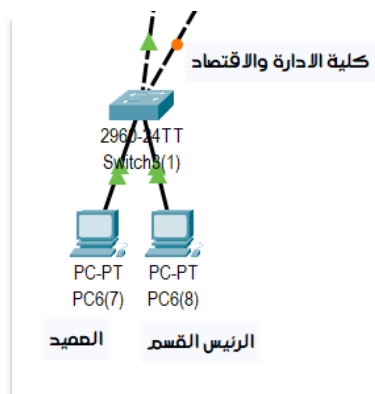 كلية الادارة والاقتصاد
2960-24TT
Switch3(1)
PC-PT PC-PT
PC6(7) PC6(8)
العميد الرئيس القسم